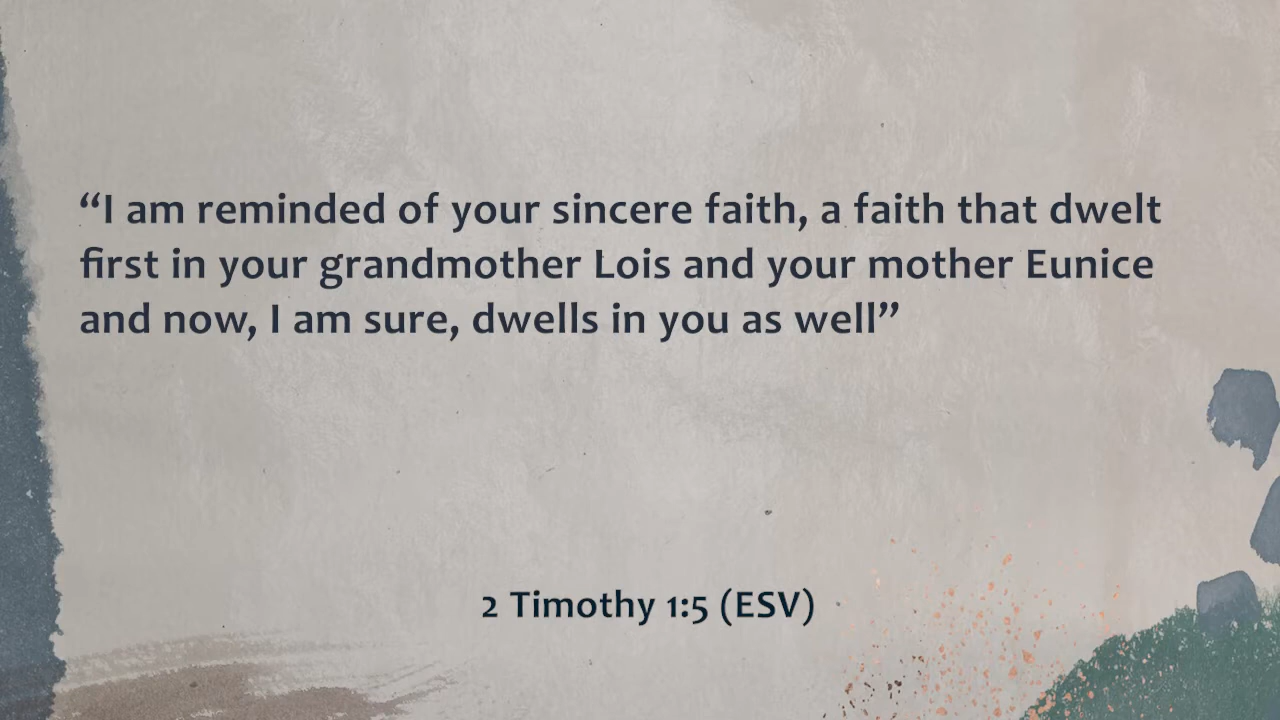 “I am reminded of your sincere faith, a faith that dwelt
first in your grandmother Lois and your mother Eunice
and now, I am sure, dwells in you as well”
2 Timothy 1:5 (ESV)